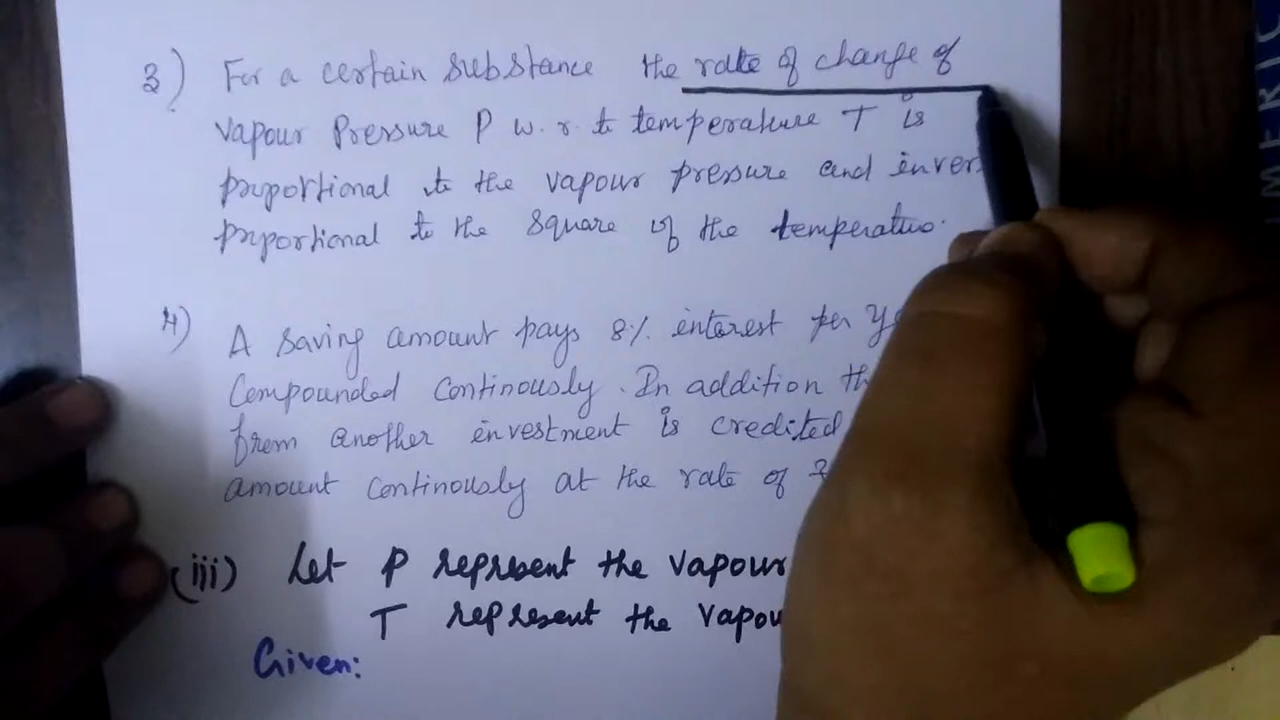 3) For a certain substance the rate of change of
vapour Pressure P w.r. to temperature T is
proportional to the vapour pressure and invers
proportional to the square of the temperature.
4) A saving amount pays 8% interest per ye
Compounded Continously. In addition th
from another investment is credited
amount continously at the rate of ₹
(iii) Let P represent the vapour
T represent the vapou
Given: